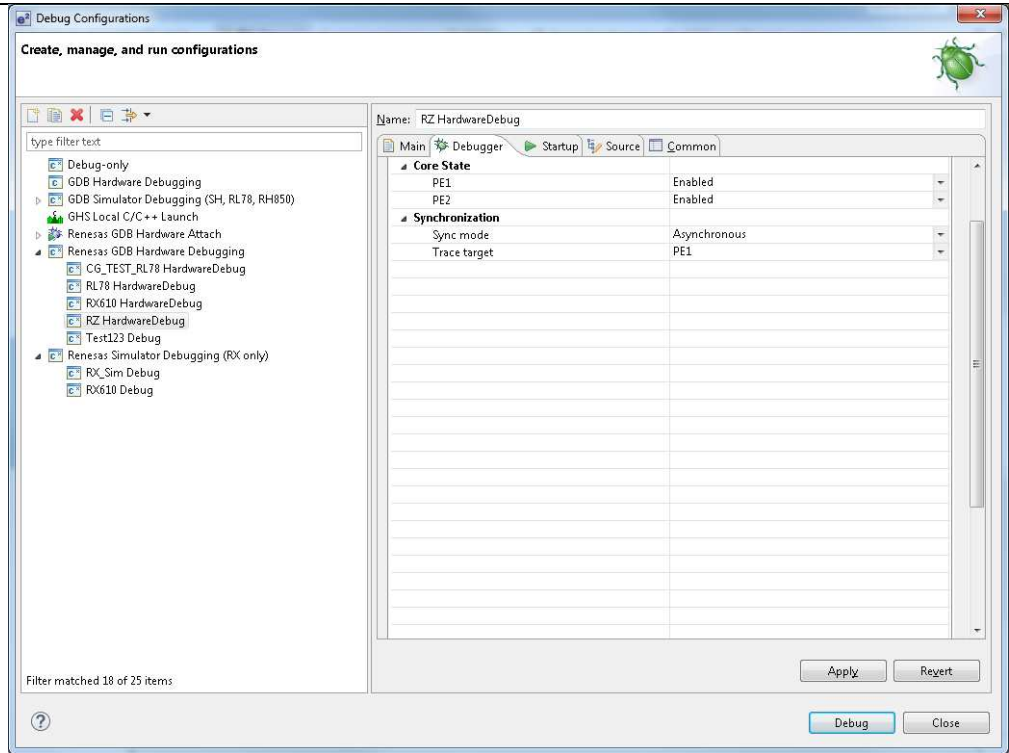 e² Debug Configurations
Create, manage, and run configurations
type filter text
Debug-only
GDB Hardware Debugging
GDB Simulator Debugging (SH, RL78, RH850)
GHS Local C/C++ Launch
Renesas GDB Hardware Attach
Renesas GDB Hardware Debugging
CG_TEST_RL78 HardwareDebug
RL78 HardwareDebug
RX610 HardwareDebug
RZ HardwareDebug
Test123 Debug
Renesas Simulator Debugging (RX only)
RX_Sim Debug
RX610 Debug
Filter matched 18 of 25 items
Name: RZ HardwareDebug
Main Debugger Startup Source Common
Core State
PE1 Enabled
PE2 Enabled
Synchronization
Sync mode Asynchronous
Trace target PE1
Apply Revert
Debug Close